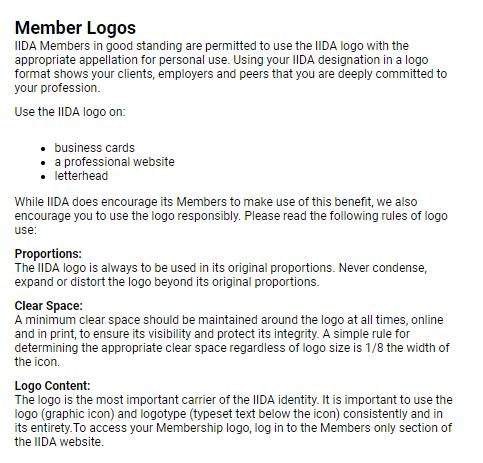 Member Logos
IIDA Members in good standing are permitted to use the IIDA logo with the
appropriate appellation for personal use. Using your IIDA designation in a logo
format shows your clients, employers and peers that you are deeply committed to
your profession.
Use the IIDA logo on:
• business cards
• a professional website
• letterhead
While IIDA does encourage its Members to make use of this benefit, we also
encourage you to use the logo responsibly. Please read the following rules of logo
use:
Proportions:
The IIDA logo is always to be used in its original proportions. Never condense,
expand or distort the logo beyond its original proportions.
Clear Space:
A minimum clear space should be maintained around the logo at all times, online
and in print, to ensure its visibility and protect its integrity. A simple rule for
determining the appropriate clear space regardless of logo size is 1/8 the width of
the icon.
Logo Content:
The logo is the most important carrier of the IIDA identity. It is important to use the
logo (graphic icon) and logotype (typeset text below the icon) consistently and in
its entirety.To access your Membership logo, log in to the Members only section of
the IIDA website.